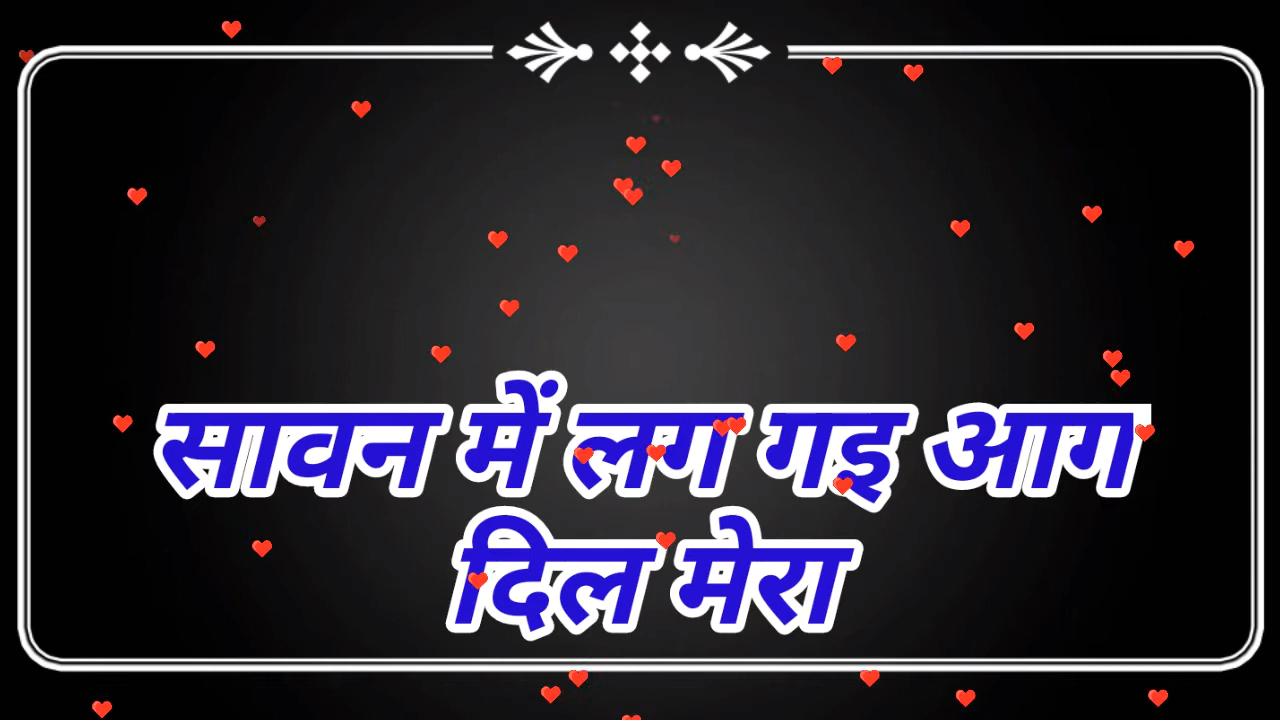 सावन में लग गइ आग
दिल मेरा